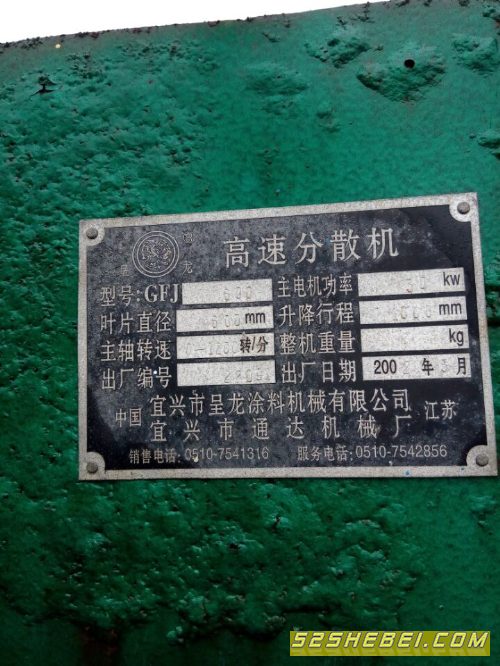 高速分散机
型号:GFJ 主电机功率 kw
叶片直径 600 mm 升降行程 mm
主轴转速 转/分 整机重量 kg
出厂编号 出厂日期 200 年 月
中国 宜兴市呈龙涂料机械有限公司 江苏
宜兴市通达机械厂
销售电话:0510-7541316 服务电话:0510-7542856
52SHEBEI.COM